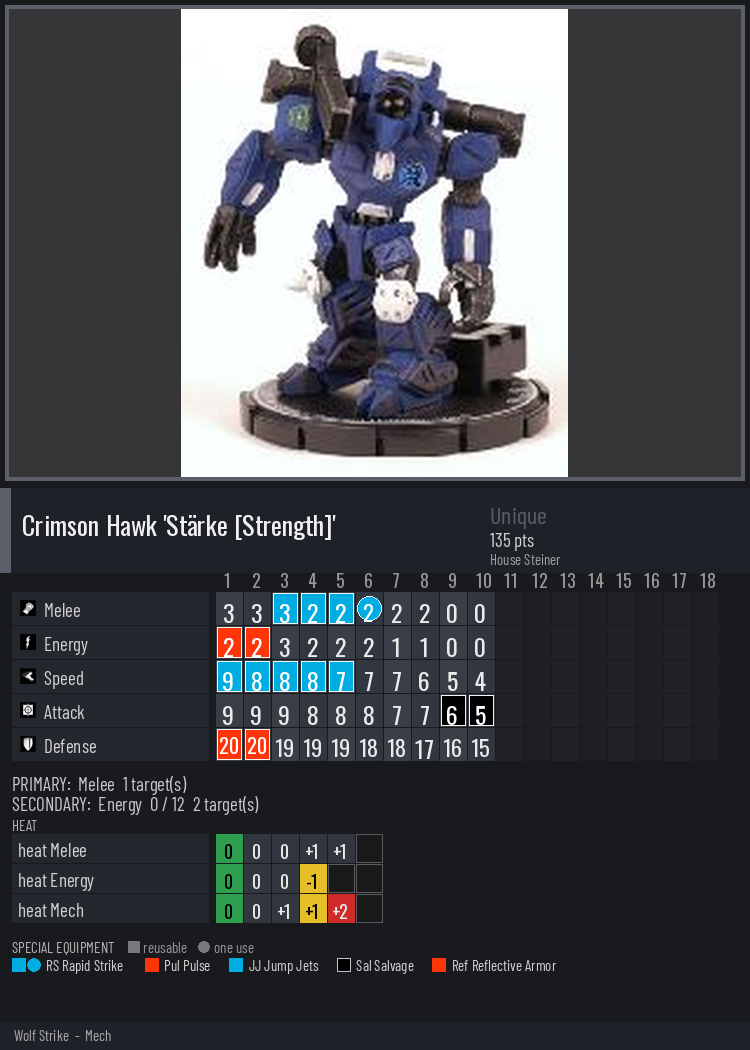 Crimson Hawk 'Stärke [Strength]'
Unique
135 pts
House Steiner
1 2 3 4 5 6 7 8 9 10 11 12 13 14 15 16 17 18
Melee 3 3 3 2 2 2 2 2 0 0
Energy 2 2 3 2 2 2 1 1 0 0
Speed 9 8 8 8 7 7 7 6 5 4
Attack 9 9 9 8 8 8 7 7 6 5
Defense 20 20 19 19 19 18 18 17 16 15
PRIMARY: Melee 1 target(s)
SECONDARY: Energy 0 / 12 2 target(s)
HEAT
heat Melee 0 0 0 +1 +1
heat Energy 0 0 0 -1
heat Mech 0 0 +1 +1 +2
SPECIAL EQUIPMENT reusable one use
RS Rapid Strike Pul Pulse JJ Jump Jets Sal Salvage Ref Reflective Armor
Wolf Strike - Mech